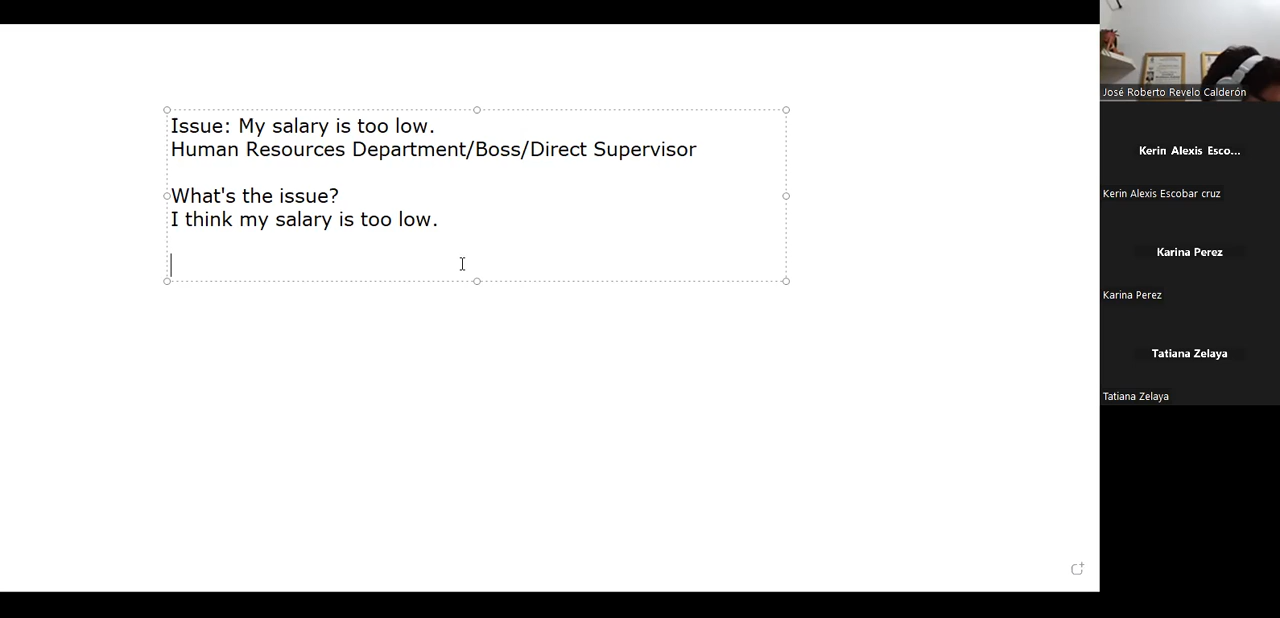 Issue: My salary is too low.
Human Resources Department/Boss/Direct Supervisor
What's the issue?
I think my salary is too low.
José Roberto Revelo Calderón
Kerin Alexis Esco...
Kerin Alexis Escobar cruz
Karina Perez
Karina Perez
Tatiana Zelaya
Tatiana Zelaya